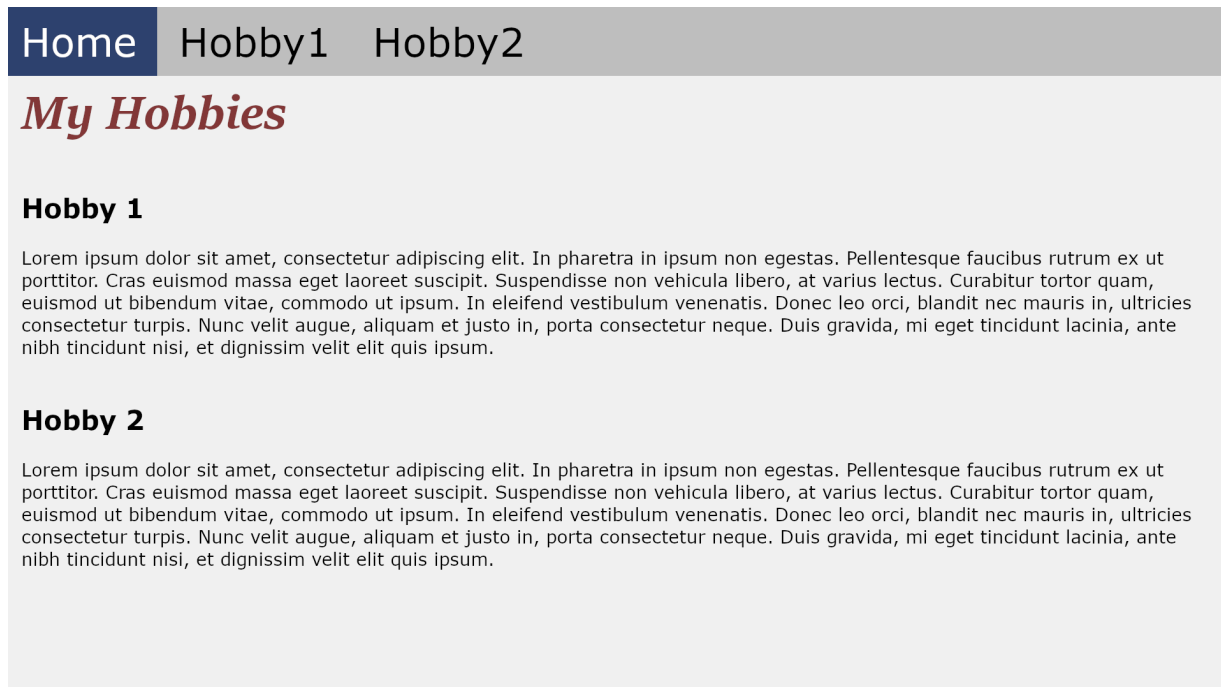 Home Hobby1 Hobby2
My Hobbies
Hobby 1
Lorem ipsum dolor sit amet, consectetur adipiscing elit. In pharetra in ipsum non egestas. Pellentesque faucibus rutrum ex ut
porttitor. Cras euismod massa eget laoreet suscipit. Suspendisse non vehicula libero, at varius lectus. Curabitur tortor quam,
euismod ut bibendum vitae, commodo ut ipsum. In eleifend vestibulum venenatis. Donec leo orci, blandit nec mauris in, ultricies
consectetur turpis. Nunc velit augue, aliquam et justo in, porta consectetur neque. Duis gravida, mi eget tincidunt lacinia, ante
nibh tincidunt nisi, et dignissim velit elit quis ipsum.
Hobby 2
Lorem ipsum dolor sit amet, consectetur adipiscing elit. In pharetra in ipsum non egestas. Pellentesque faucibus rutrum ex ut
porttitor. Cras euismod massa eget laoreet suscipit. Suspendisse non vehicula libero, at varius lectus. Curabitur tortor quam,
euismod ut bibendum vitae, commodo ut ipsum. In eleifend vestibulum venenatis. Donec leo orci, blandit nec mauris in, ultricies
consectetur turpis. Nunc velit augue, aliquam et justo in, porta consectetur neque. Duis gravida, mi eget tincidunt lacinia, ante
nibh tincidunt nisi, et dignissim velit elit quis ipsum.